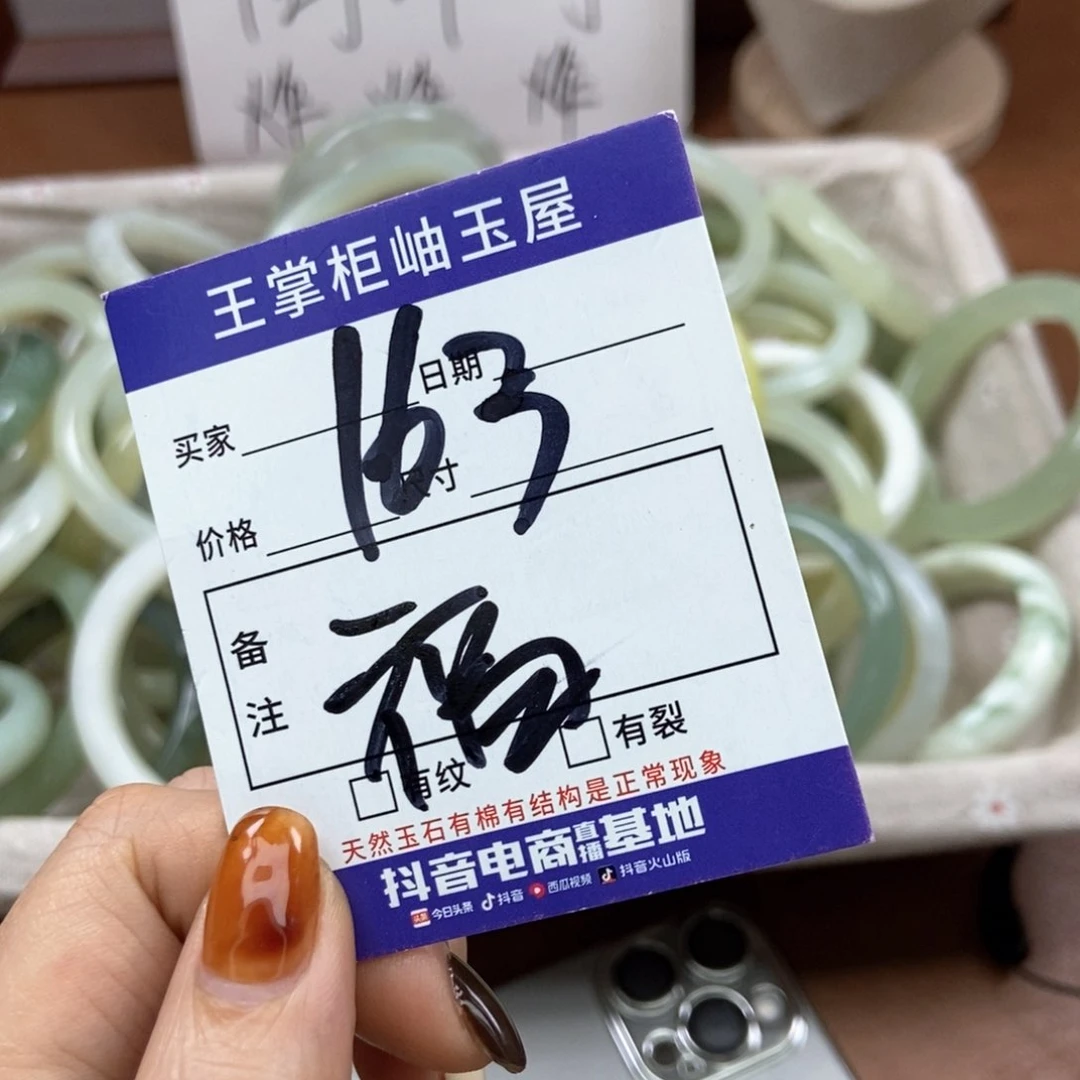 王掌柜岫玉屋
163
买家 日期
价格 尺寸
备注
福
有纹 有裂
天然玉石有棉有结构是正常现象
抖音电商直播基地
头条 今日头条 抖音 西瓜视频 抖音火山版